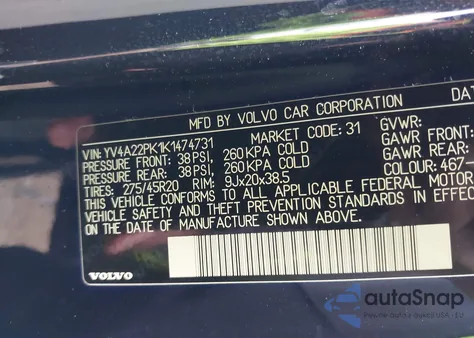 MFD BY VOLVO CAR CORPORATION DAT
VIN: YV4A22PK1K1474731 MARKET CODE: 31 GVWR:
PRESSURE FRONT: 38 PSI, 260 KPA COLD GAWR FRONT:
PRESSURE REAR: 38 PSI, 260 KPA COLD GAWR REAR:
TIRES: 275/45R20 RIM: 9Jx20x38.5 COLOUR: 467
THIS VEHICLE CONFORMS TO ALL APPLICABLE FEDERAL MOTOR
VEHICLE SAFETY AND THEFT PREVENTION STANDARDS IN EFFEC
ON THE DATE OF MANUFACTURE SHOWN ABOVE.
VOLVO
autoSnap